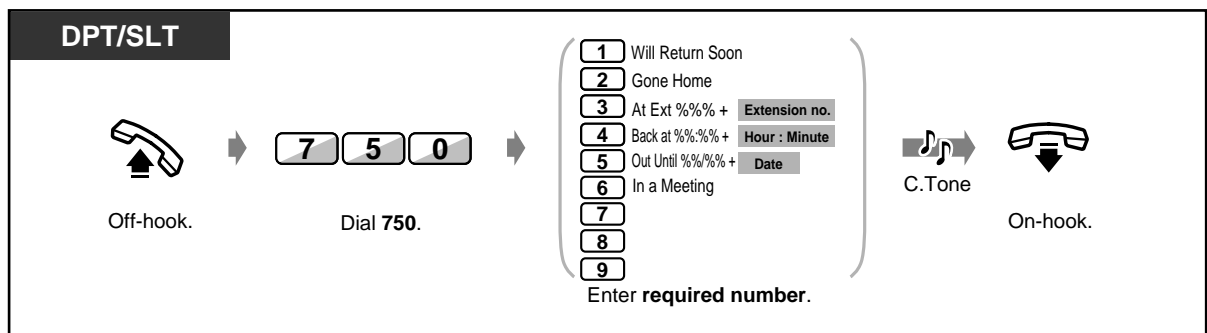 DPT/SLT
1 Will Return Soon
2 Gone Home
3 At Ext %%% + Extension no.
4 Back at %%:%% + Hour : Minute
5 Out Until %%/%% + Date
6 In a Meeting
7
8
9
7 5 0
C.Tone
Off-hook.
Dial 750.
On-hook.
Enter required number.